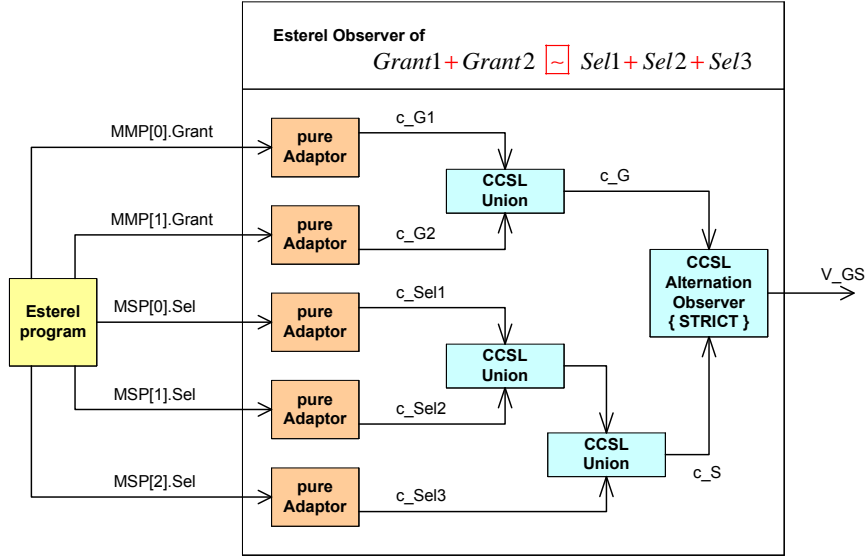 Esterel Observer of
Grant1+Grant2 ~ Sel1+Sel2+Sel3
MMP[0].Grant
pure
Adaptor
c_G1
CCSL
Union
c_G
MMP[1].Grant
pure
Adaptor
c_G2
CCSL
Alternation
Observer
{ STRICT }
V_GS
Esterel
program
MSP[0].Sel
pure
Adaptor
c_Sel1
CCSL
Union
MSP[1].Sel
pure
Adaptor
c_Sel2
CCSL
Union
c_S
MSP[2].Sel
pure
Adaptor
c_Sel3